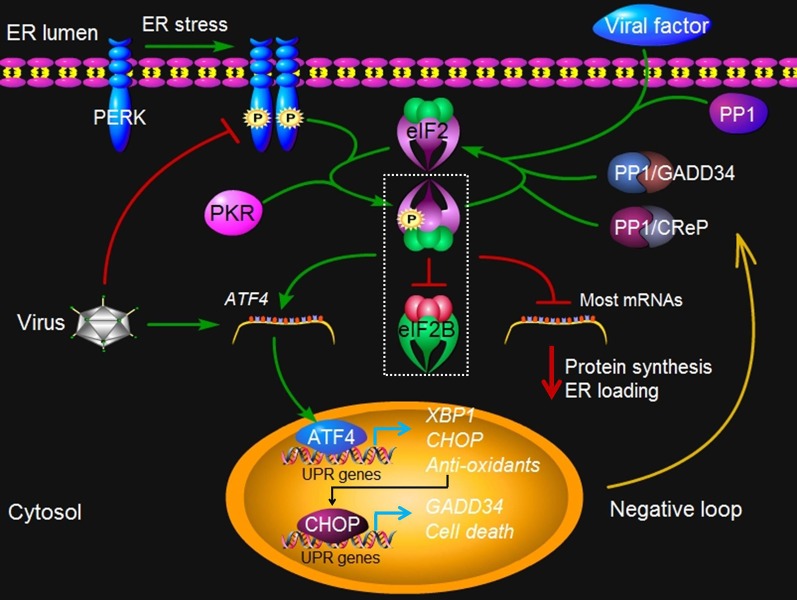 ER lumen
ER stress
Viral factor
PERK
P
P
PP1
eIF2
PP1/GADD34
PKR
P
PP1/CReP
ATF4
Most mRNAs
Virus
eIF2B
Protein synthesis
ER loading
XBP1
ATF4
CHOP
Anti-oxidants
UPR genes
GADD34
Cytosol
Negative loop
CHOP
Cell death
UPR genes